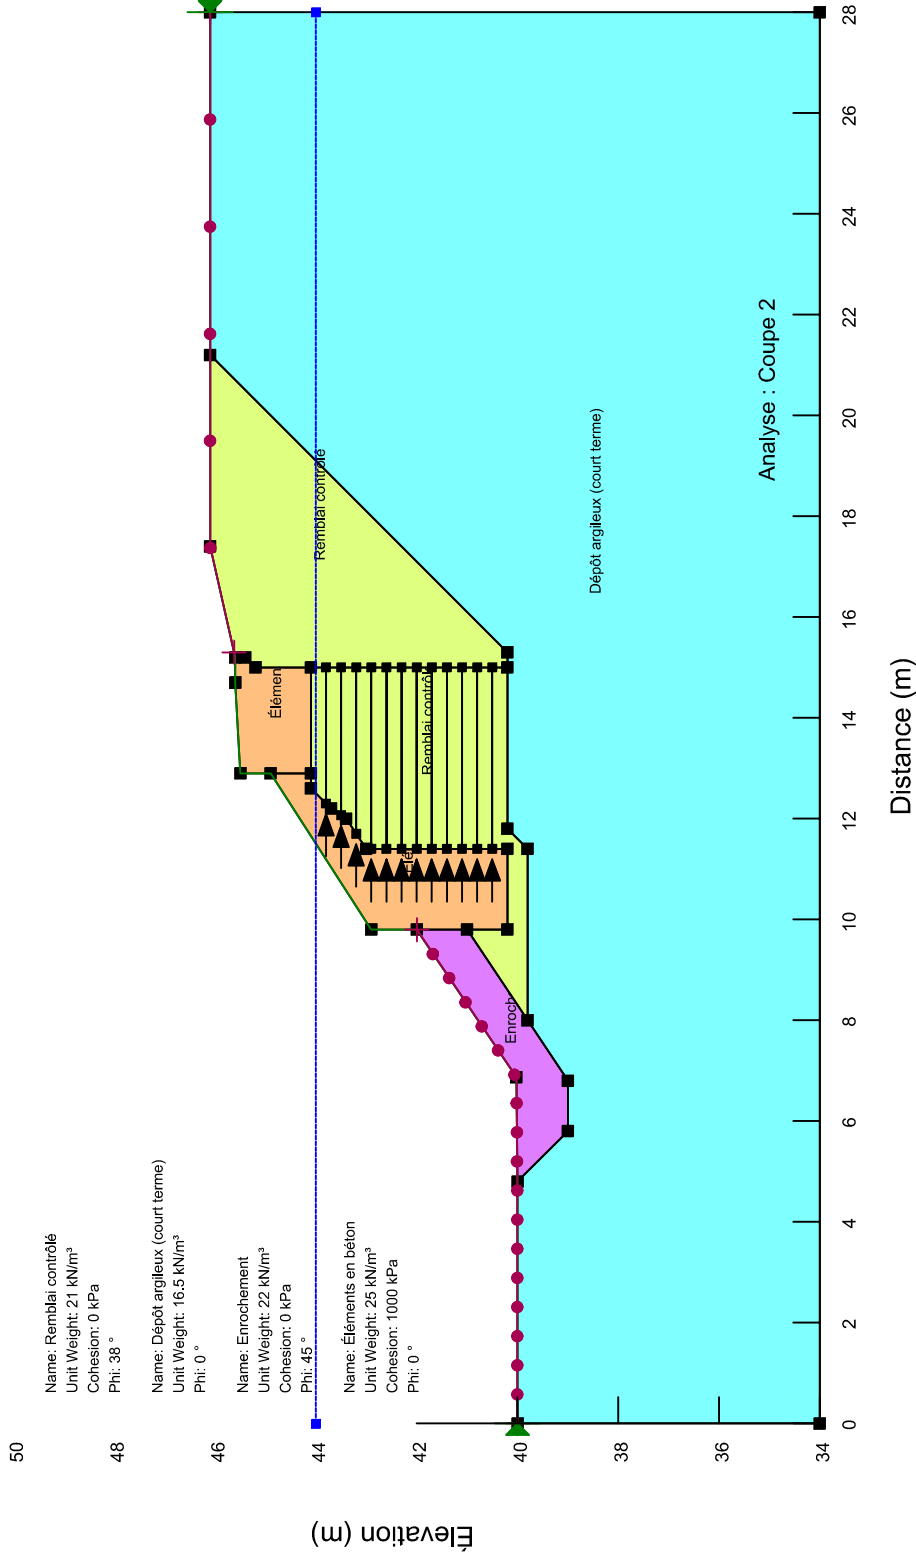 Name: Remblai contrôlé
Unit Weight: 21 kN/m³
Cohesion: 0 kPa
Phi: 38 °
Name: Dépôt argileux (court terme)
Unit Weight: 16.5 kN/m³
Phi: 0 °
Name: Enrochement
Unit Weight: 22 kN/m³
Cohesion: 0 kPa
Phi: 45 °
Name: Éléments en béton
Unit Weight: 25 kN/m³
Cohesion: 1000 kPa
Phi: 0 °
Élémen
Remblai contrôlé
Remblai contrôl
Élé
Enroch
Dépôt argileux (court terme)
Analyse : Coupe 2
50
48
46
44
42
40
38
36
34
Élevation (m)
0
2
4
6
8
10
12
14
16
18
20
22
24
26
28
Distance (m)